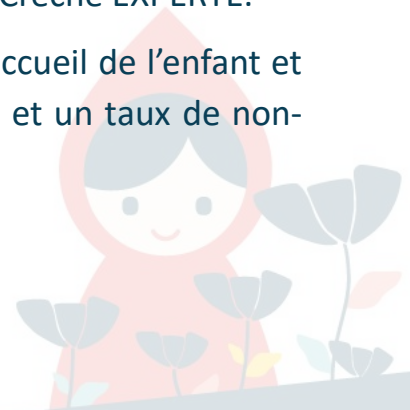 Crèche EXPERTE.
ccueil de l’enfant et
et un taux de non-